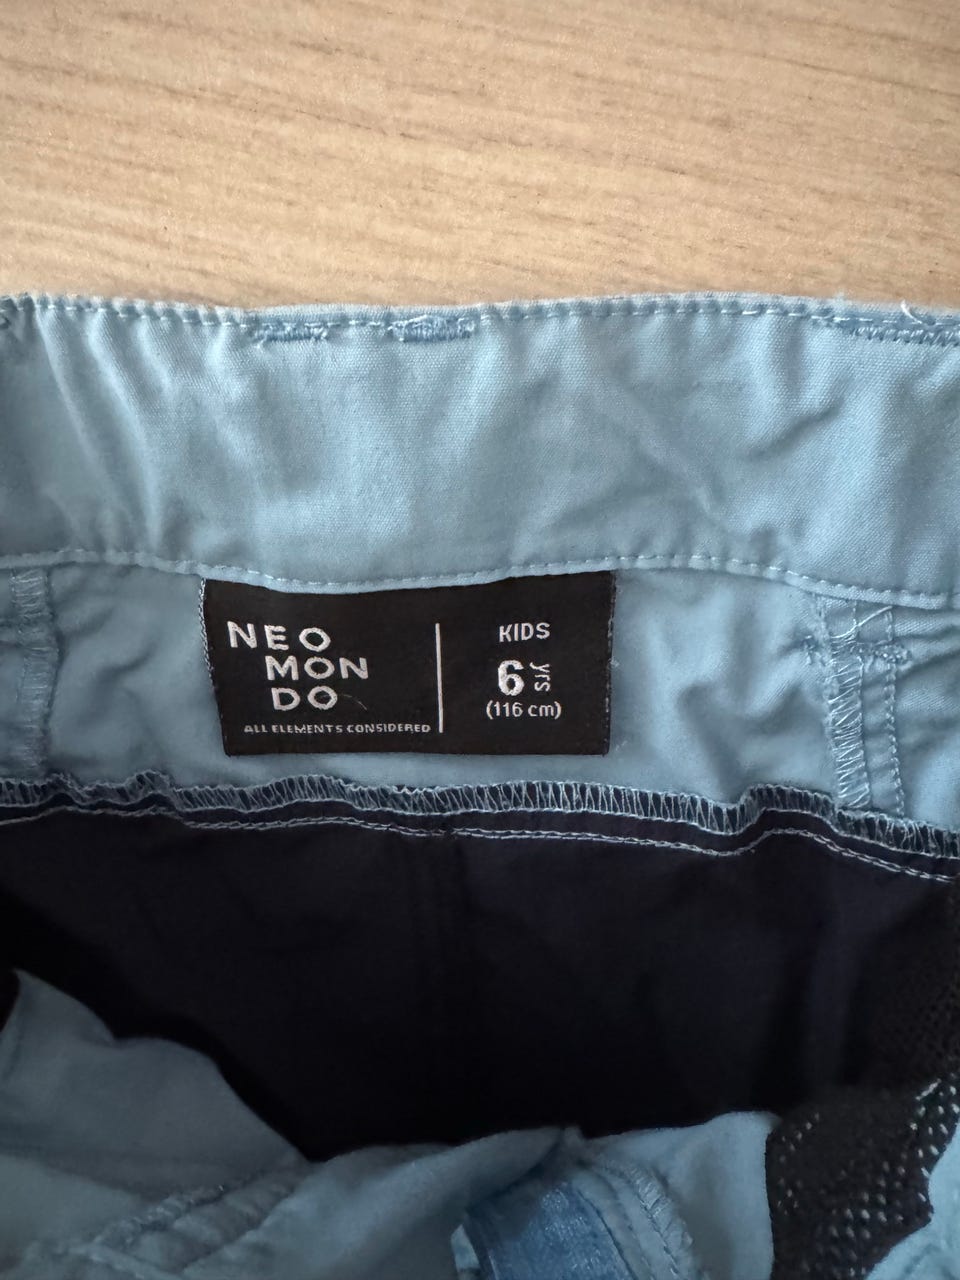 NEO
MON
DO
ALL ELEMENTS CONSIDERED
KIDS
6 yrs
(116 cm)